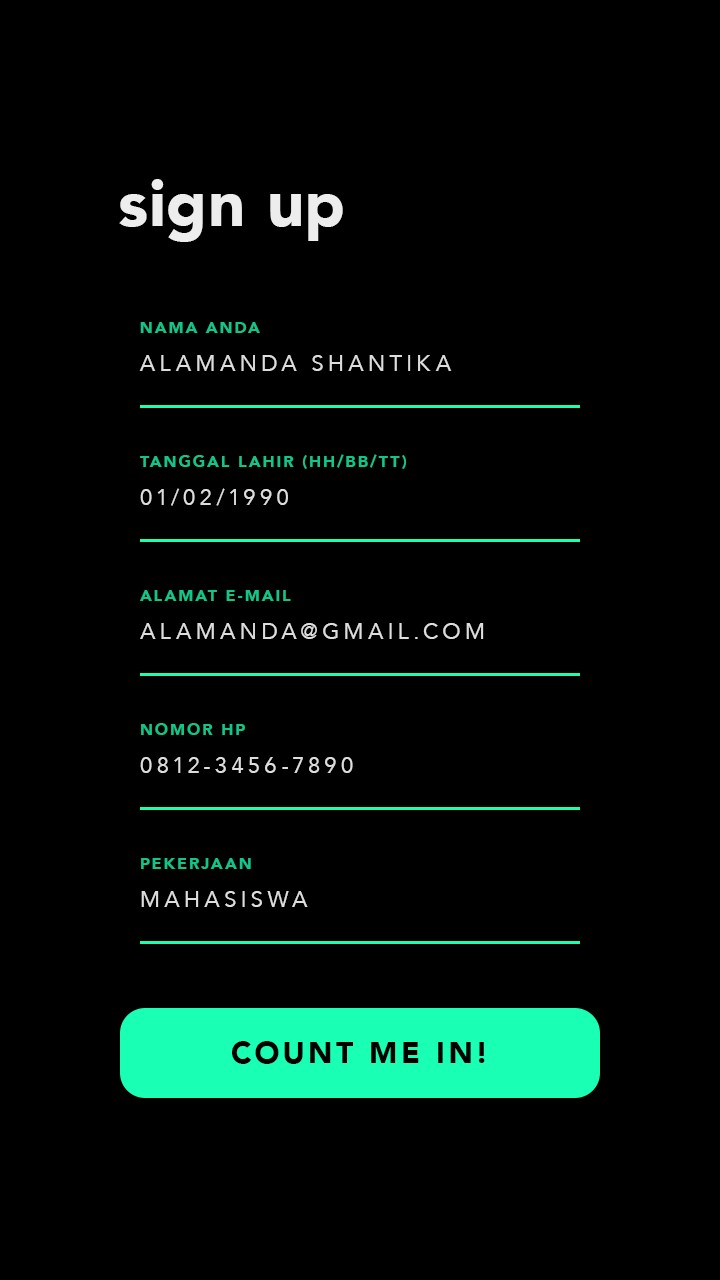 sign up
NAMA ANDA
ALAMANDA SHANTIKA
TANGGAL LAHIR (HH/BB/TT)
01/02/1990
ALAMAT E-MAIL
ALAMANDA@GMAIL.COM
NOMOR HP
0812-3456-7890
PEKERJAAN
MAHASISWA
COUNT ME IN!